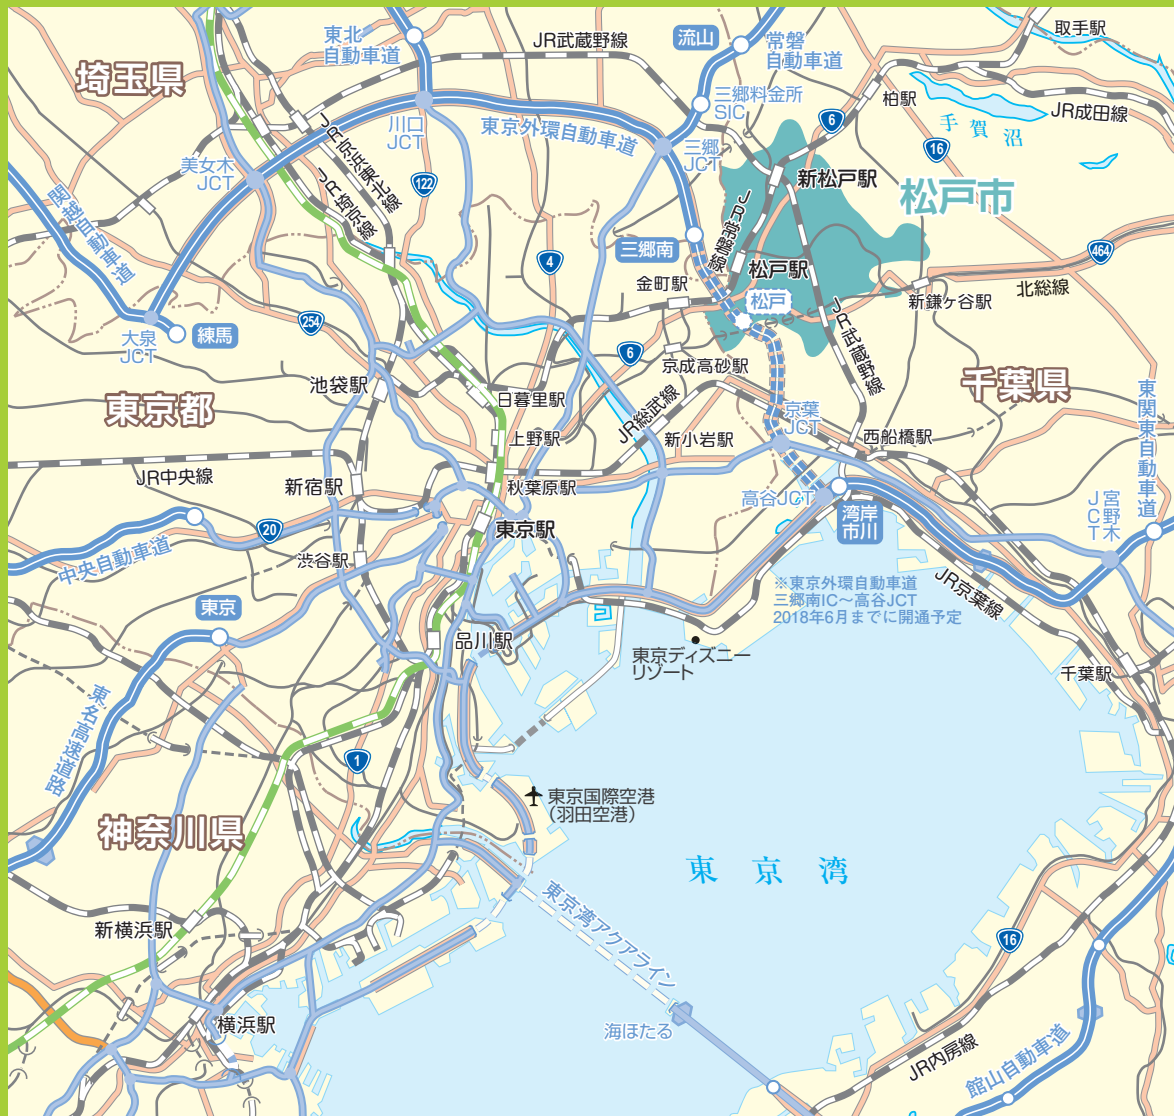 東北
自動車道
JR武蔵野線
流山
常磐
自動車道
取手駅
埼玉県
三郷料金所
SIC
柏駅
JR成田線
手賀沼
川口
JCT
東京外環自動車道
6
16
三郷
JCT
JR京浜東北線
JR埼京線
美女木
JCT
122
新松戸駅
松戸市
関越自動車道
JR常磐線
三郷南
4
松戸駅
464
金町駅
松戸
新鎌ヶ谷駅
北総線
大泉
JCT
練馬
254
6
JR武蔵野線
京成高砂駅
池袋駅
日暮里駅
千葉県
東京都
JR総武線
京葉
JCT
東関東自動車道
上野駅
新小岩駅
西船橋駅
JR中央線
新宿駅
秋葉原駅
高谷JCT
宮野木
JCT
湾岸
市川
20
東京駅
中央自動車道
渋谷駅
※東京外環自動車道
三郷南IC〜高谷JCT
2018年6月までに開通予定
JR京葉線
東京
品川駅
東京ディズニー
リゾート
千葉駅
東名高速道路
1
東京国際空港
（羽田空港）
神奈川県
東京湾
東京湾アクアライン
新横浜駅
16
横浜駅
海ほたる
JR内房線
館山自動車道